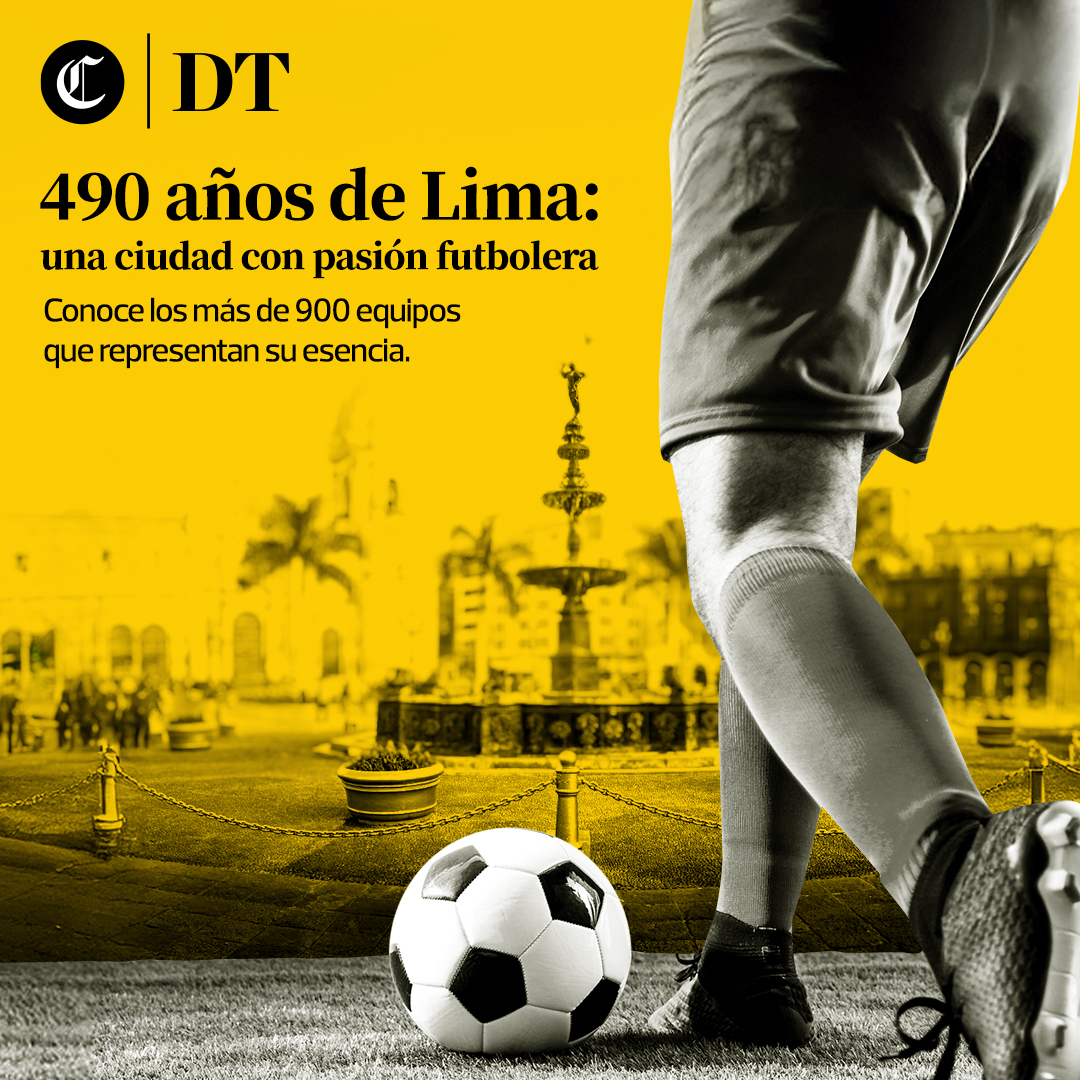 C | DT
490 años de Lima:
una ciudad con pasión futbolera
Conoce los más de 900 equipos
que representan su esencia.